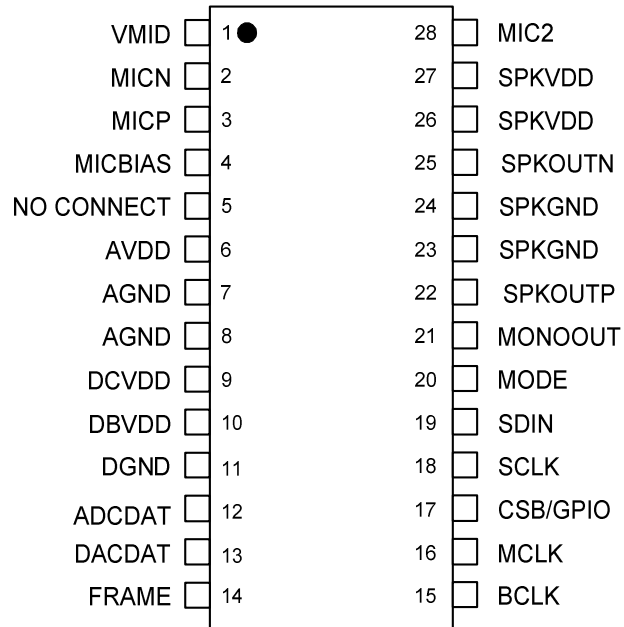 VMID 1 28 MIC2
MICN 2 27 SPKVDD
MICP 3 26 SPKVDD
MICBIAS 4 25 SPKOUTN
NO CONNECT 5 24 SPKGND
AVDD 6 23 SPKGND
AGND 7 22 SPKOUTP
AGND 8 21 MONOOUT
DCVDD 9 20 MODE
DBVDD 10 19 SDIN
DGND 11 18 SCLK
ADCDAT 12 17 CSB/GPIO
DACDAT 13 16 MCLK
FRAME 14 15 BCLK